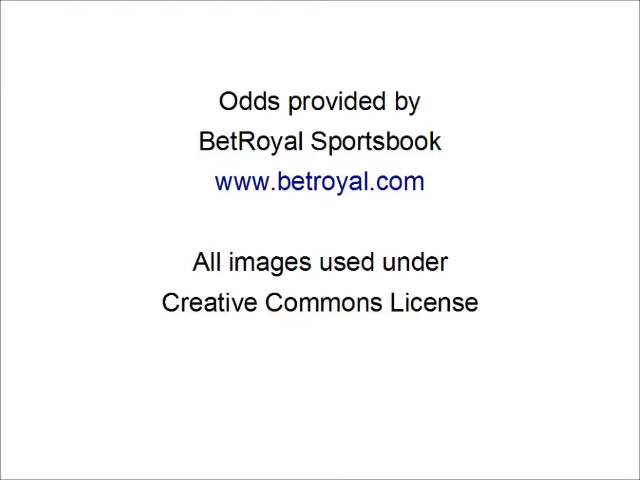 Odds provided by
BetRoyal Sportsbook
www.betroyal.com
All images used under
Creative Commons License